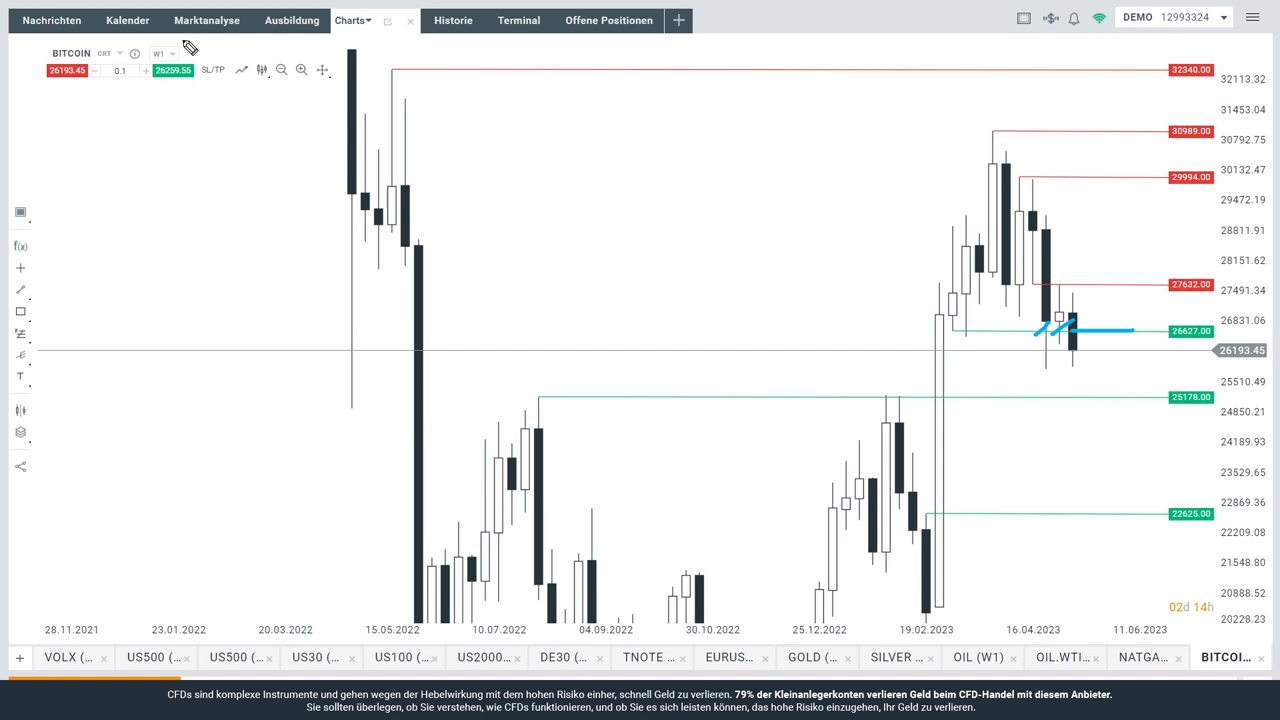 Nachrichten Kalender Marktanalyse Ausbildung Charts Historie Terminal Offene Positionen DEMO 12993324
BITCOIN CRT W1
26193.45 0.1 26259.55 SL/TP
32340.00
32113.32
31453.04
30989.00
30792.75
29994.00
30132.47
29472.19
28811.91
28151.62
27632.00
27491.34
26831.06
26627.00
26193.45
25510.49
25178.00
24850.21
24189.93
23529.65
22869.36
22625.00
22209.08
21548.80
20888.52
02d 14h
20228.23
f(x)
T
28.11.2021 23.01.2022 20.03.2022 15.05.2022 10.07.2022 04.09.2022 30.10.2022 25.12.2022 19.02.2023 16.04.2023 11.06.2023
VOLX (... US500 (... US500 (... US30 (... US100 (... US2000... DE30 (... TNOTE ... EURUS... GOLD (... SILVER ... OIL (W1) OIL.WTI... NATGA... BITCOI...
CFDs sind komplexe Instrumente und gehen wegen der Hebelwirkung mit dem hohen Risiko einher, schnell Geld zu verlieren. 79% der Kleinanlegerkonten verlieren Geld beim CFD-Handel mit diesem Anbieter.
Sie sollten überlegen, ob Sie verstehen, wie CFDs funktionieren, und ob Sie es sich leisten können, das hohe Risiko einzugehen, Ihr Geld zu verlieren.